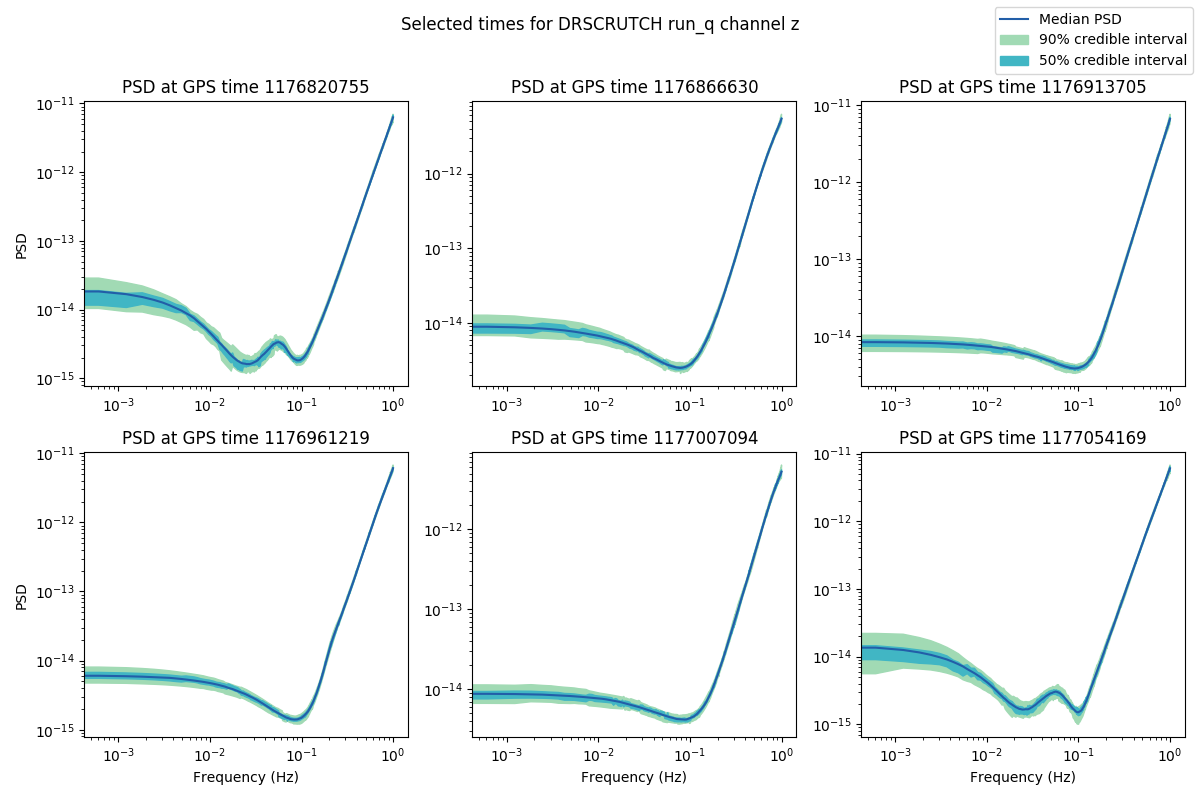 Selected times for DRSCRUTCH run_q channel z
Median PSD
90% credible interval
50% credible interval
PSD at GPS time 1176820755
PSD at GPS time 1176866630
PSD at GPS time 1176913705
PSD
10⁻¹¹
10⁻¹²
10⁻¹³
10⁻¹⁴
10⁻¹⁵
10⁻³ 10⁻² 10⁻¹ 10⁰
10⁻¹²
10⁻¹³
10⁻¹⁴
10⁻³ 10⁻² 10⁻¹ 10⁰
10⁻¹¹
10⁻¹²
10⁻¹³
10⁻¹⁴
10⁻³ 10⁻² 10⁻¹ 10⁰
PSD at GPS time 1176961219
PSD at GPS time 1177007094
PSD at GPS time 1177054169
PSD
10⁻¹¹
10⁻¹²
10⁻¹³
10⁻¹⁴
10⁻¹⁵
10⁻³ 10⁻² 10⁻¹ 10⁰
Frequency (Hz)
10⁻¹²
10⁻¹³
10⁻¹⁴
10⁻³ 10⁻² 10⁻¹ 10⁰
Frequency (Hz)
10⁻¹¹
10⁻¹²
10⁻¹³
10⁻¹⁴
10⁻¹⁵
10⁻³ 10⁻² 10⁻¹ 10⁰
Frequency (Hz)